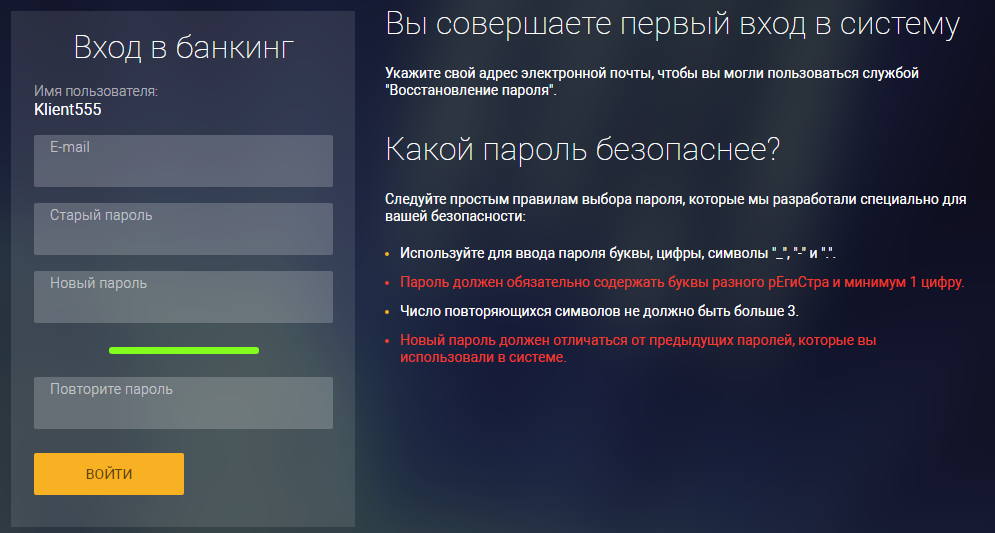 Вход в банкинг
Имя пользователя:
Klient555
E-mail
Старый пароль
Новый пароль
Повторите пароль
ВОЙТИ
Вы совершаете первый вход в систему
Укажите свой адрес электронной почты, чтобы вы могли пользоваться службой
"Восстановление пароля".
Какой пароль безопаснее?
Следуйте простым правилам выбора пароля, которые мы разработали специально для
вашей безопасности:
Используйте для ввода пароля буквы, цифры, символы "_", "-" и ".".
Пароль должен обязательно содержать буквы разного рЕгиСтра и минимум 1 цифру.
Число повторяющихся символов не должно быть больше 3.
Новый пароль должен отличаться от предыдущих паролей, которые вы
использовали в системе.